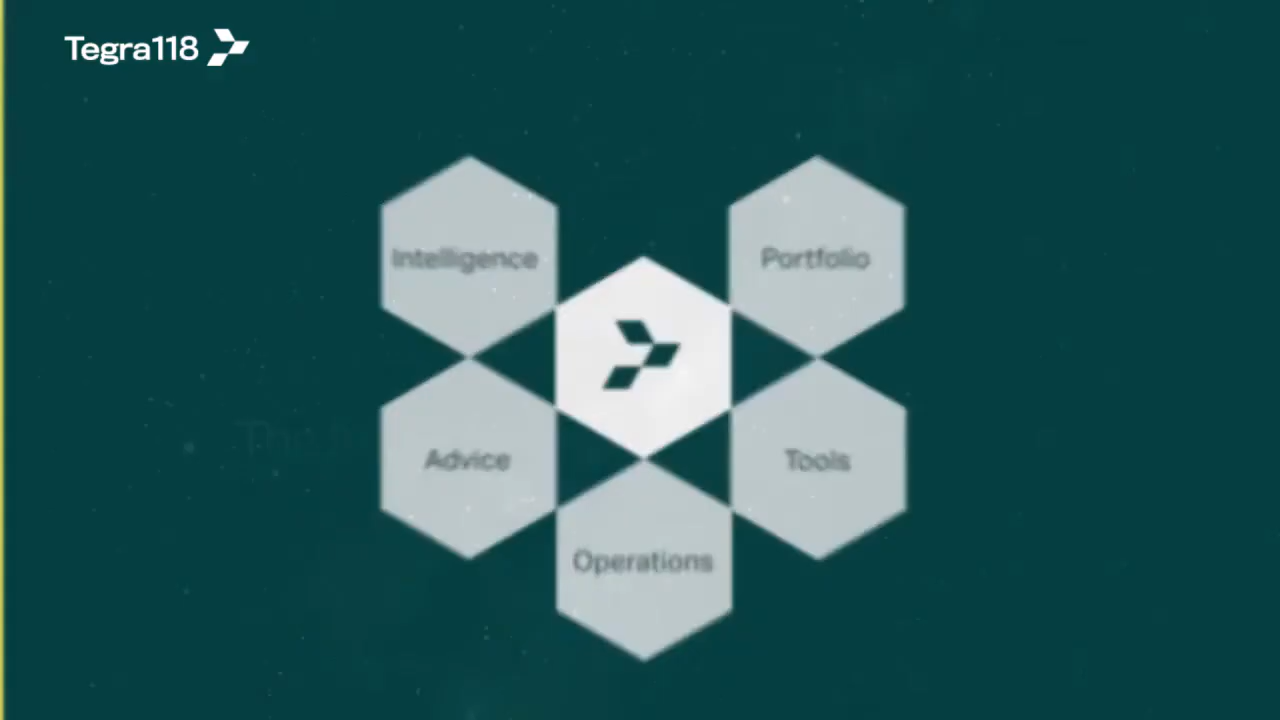 Tegra118
Intelligence
Portfolio
Advice
Tools
Operations